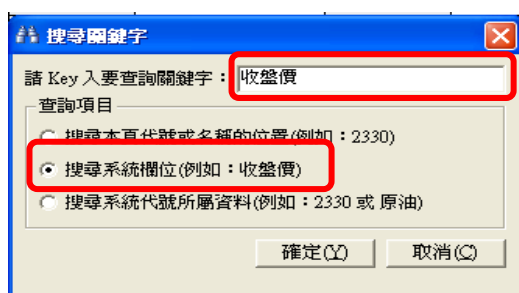 搜尋關鍵字
請 Key 入要查詢關鍵字：收盤價
查詢項目
搜尋本頁代號或名稱的位置(例如：2330)
搜尋系統欄位(例如：收盤價)
搜尋系統代號所屬資料(例如：2330 或 原油)
確定(Y) 取消(C)